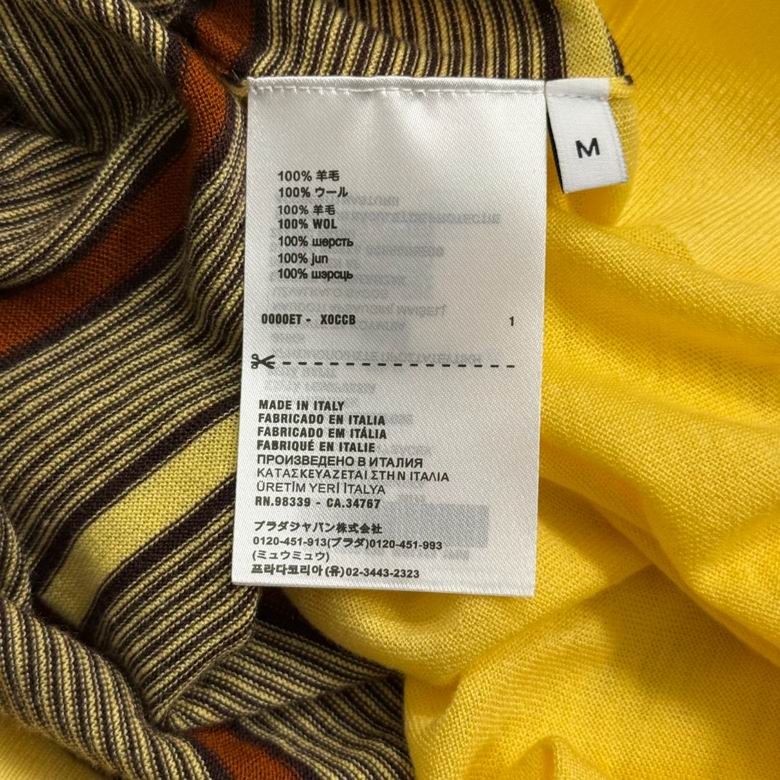 M
100% 羊毛
100% ウール
100% 羊毛
100% WOL
100% шерсть
100% jun
100% шэрсць
0000ET - X0CCB 1
MADE IN ITALY
FABRICADO EN ITALIA
FABRICADO EM ITÁLIA
FABRIQUÉ EN ITALIE
ПРОИЗВЕДЕНО В ИТАЛИЯ
ΚΑΤΑΣΚΕΥΑΖΕΤΑΙ ΣΤΗΝ ΙΤΑΛΙΑ
ÜRETİM YERİ İTALYA
RN.98339 - CA.34767
プラダジャパン株式会社
0120-451-913(プラダ)0120-451-993
(ミュウミュウ)
프라다코리아(유)02-3443-2323